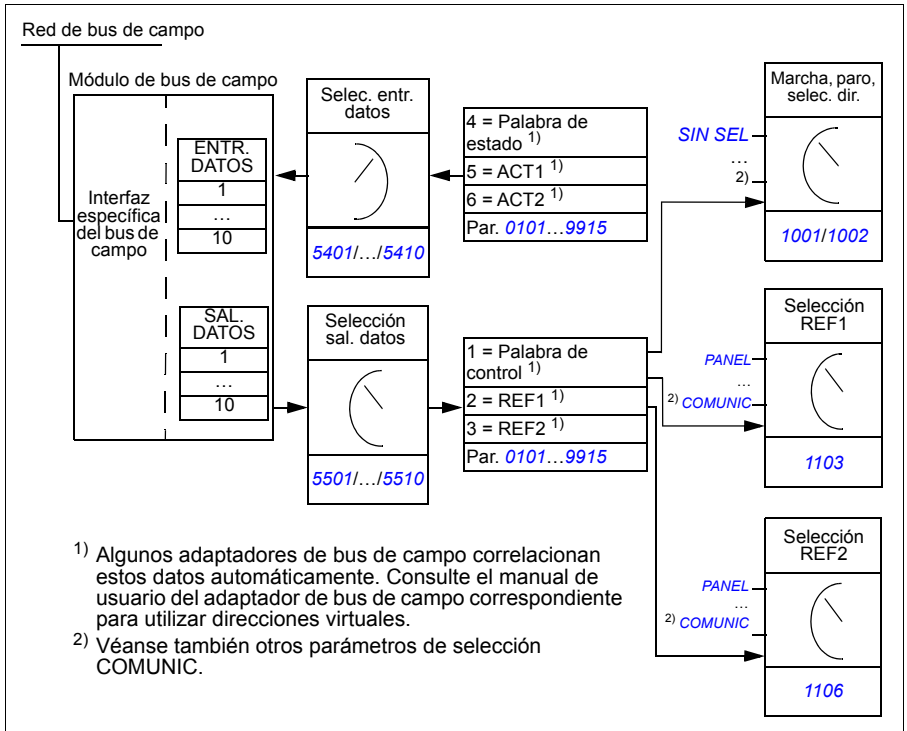 Red de bus de campo
Módulo de bus de campo
Interfaz
específica
del bus de
campo
ENTR.
DATOS
1
…
10
SAL.
DATOS
1
…
10
Selec. entr.
datos
5401/…/5410
Selección
sal. datos
5501/…/5510
4 = Palabra de
estado 1)
5 = ACT1 1)
6 = ACT2 1)
Par. 0101…9915
1 = Palabra de
control 1)
2 = REF1 1)
3 = REF2 1)
Par. 0101…9915
Marcha, paro,
selec. dir.
SIN SEL
…
2)
1001/1002
Selección
REF1
PANEL
…
2) COMUNIC
1103
Selección
REF2
PANEL
…
2) COMUNIC
1106
1) Algunos adaptadores de bus de campo correlacionan
estos datos automáticamente. Consulte el manual de
usuario del adaptador de bus de campo correspondiente
para utilizar direcciones virtuales.
2) Véanse también otros parámetros de selección
COMUNIC.